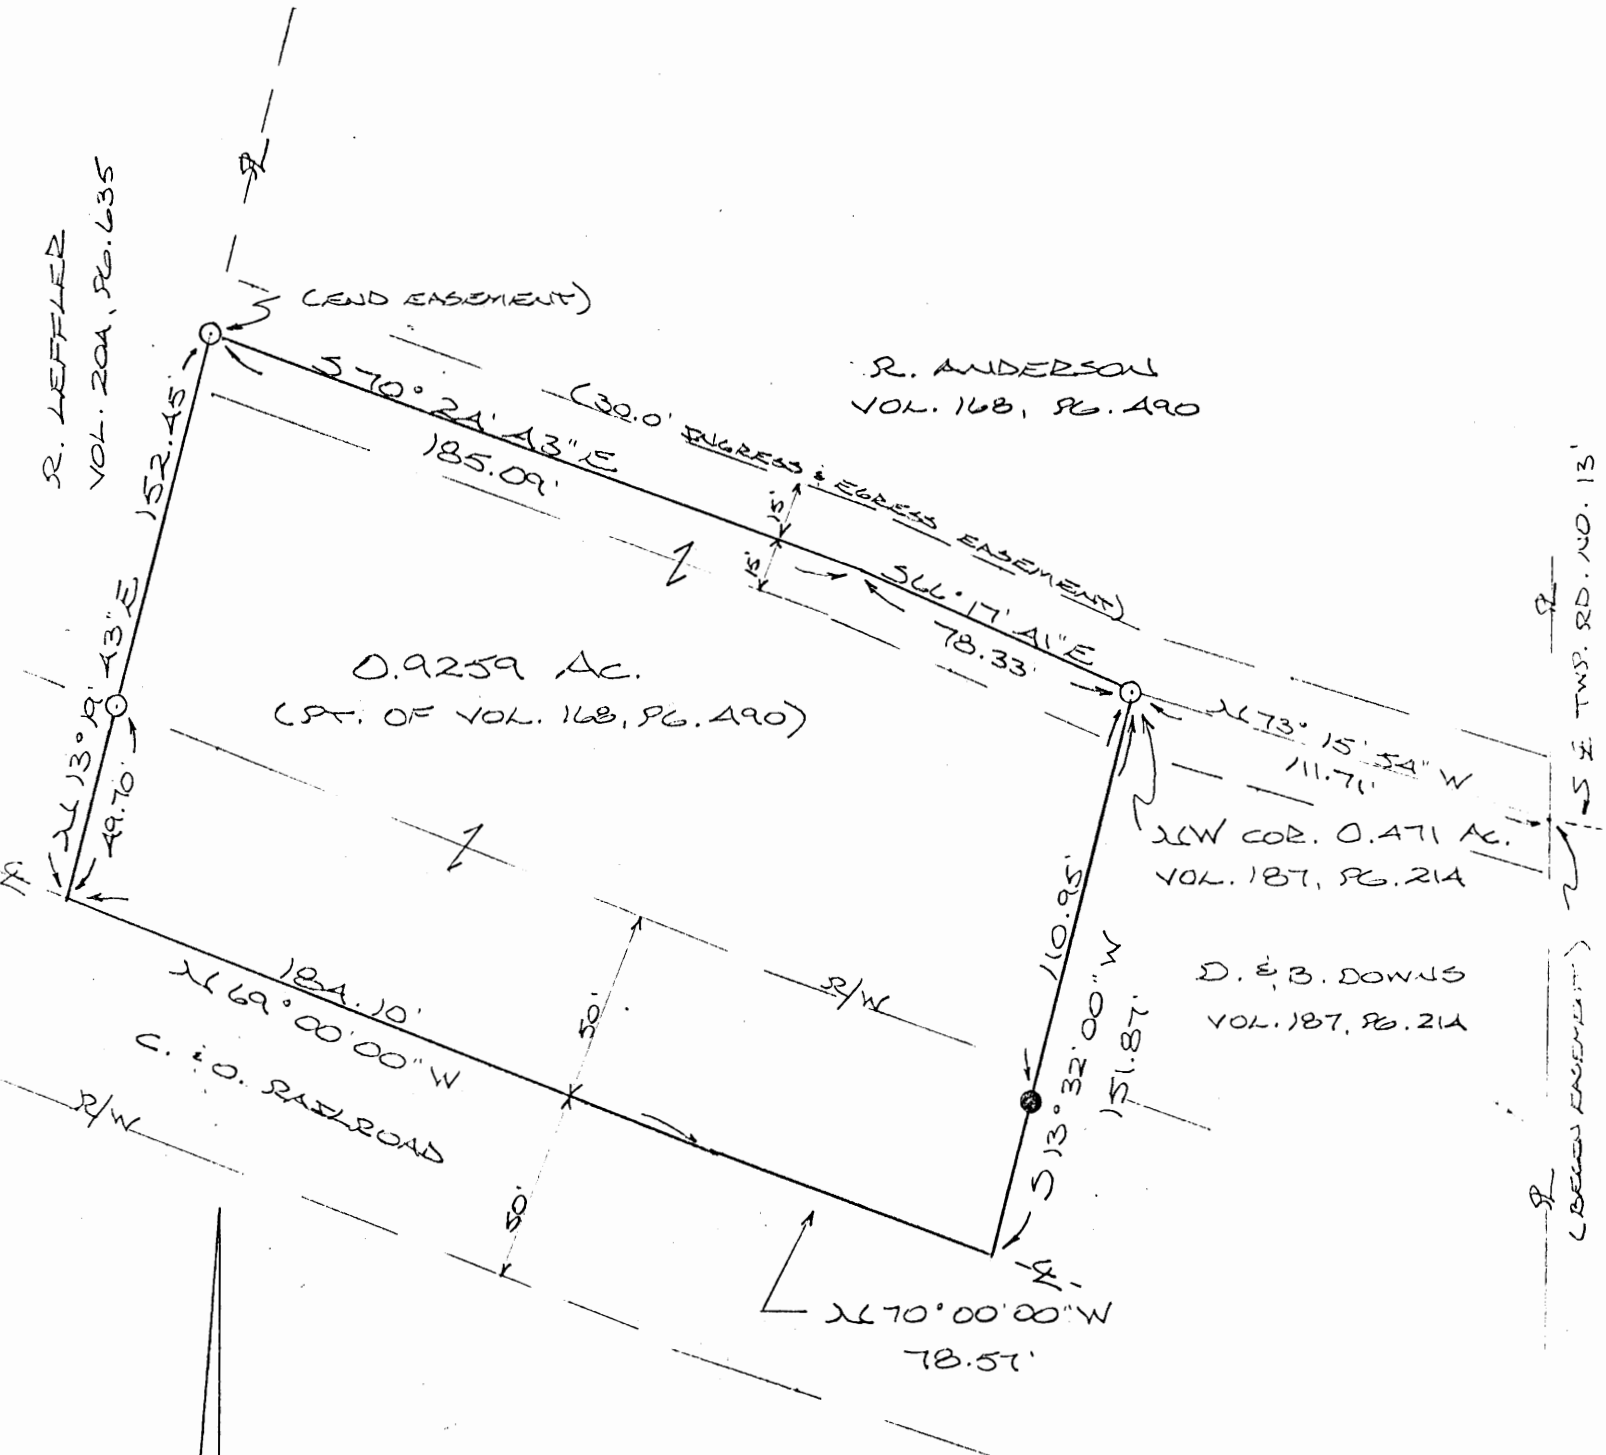 R. LEFFLER
VOL. 204, PG. 635
(END EASEMENT)
R. ANDERSON
VOL. 168, PG. 490
S 70° 24' 43" E
185.09'
(30.0' INGRESS & EGRESS EASEMENT)
15'
15'
S 66° 17' 41" E
78.33'
152.45'
N 13° 19' 43" E
49.70'
0.9259 AC.
(PT. OF VOL. 168, PG. 490)
N 73° 15' 54" W
111.71'
NW COR. 0.471 AC.
VOL. 187, PG. 214
D. & B. DOWNS
VOL. 187, PG. 214
℄ TWP. RD. NO. 13
(BEGIN EASEMENT)
110.95'
S 13° 32' 00" W
151.87'
R/W
50'
50'
184.10'
N 69° 00' 00" W
C. & O. RAILROAD
R/W
℄
N 70° 00' 00" W
78.57'